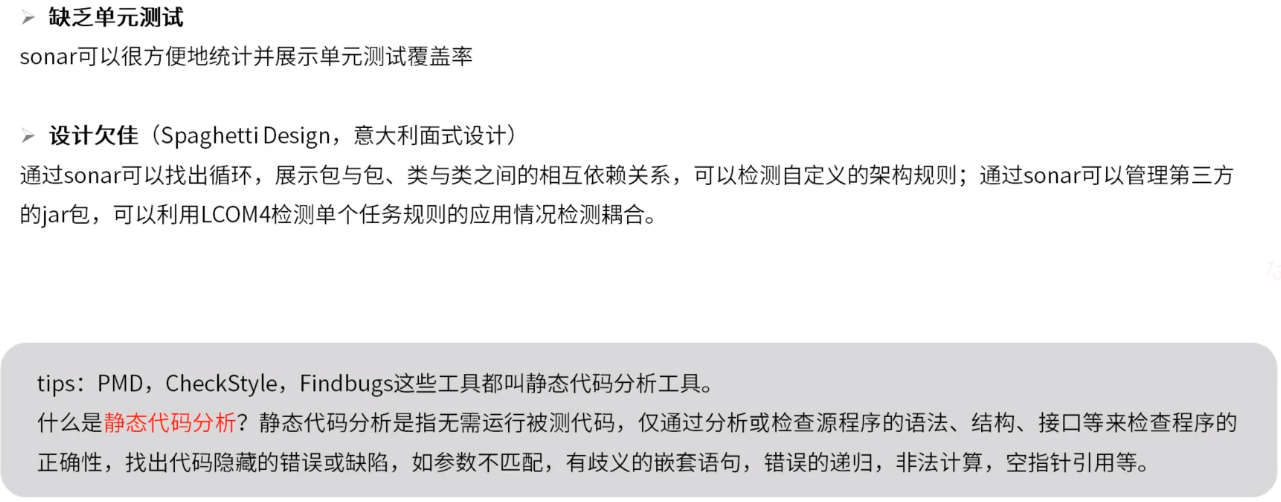 ➢ 缺乏单元测试
sonar可以很方便地统计并展示单元测试覆盖率
➢ 设计欠佳（Spaghetti Design，意大利面式设计）
通过sonar可以找出循环，展示包与包、类与类之间的相互依赖关系，可以检测自定义的架构规则；通过sonar可以管理第三方
的jar包，可以利用LCOM4检测单个任务规则的应用情况检测耦合。
tips：PMD，CheckStyle，Findbugs这些工具都叫静态代码分析工具。
什么是静态代码分析？静态代码分析是指无需运行被测代码，仅通过分析或检查源程序的语法、结构、接口等来检查程序的
正确性，找出代码隐藏的错误或缺陷，如参数不匹配，有歧义的嵌套语句，错误的递归，非法计算，空指针引用等。